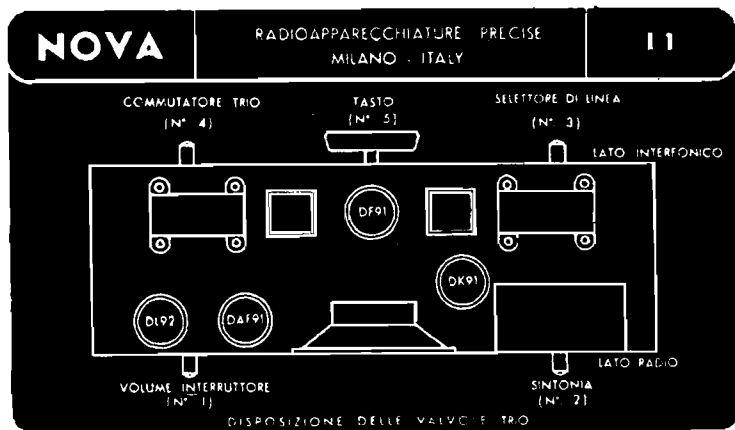 NOVA
RADIOAPPARECCHIATURE PRECISE
MILANO - ITALY
11
COMMUTATORE TRIO
(N° 4)
TASTO
(N° 5)
SELETTORE DI LINEA
(N° 3)
LATO INTERFONICO
DF91
DK91
DL92
DAF91
LATO RADIO
VOLUME INTERRUTTORE
(N° 1)
SINTONIA
(N° 2)
DISPOSIZIONE DELLE VALVOLE TRIO